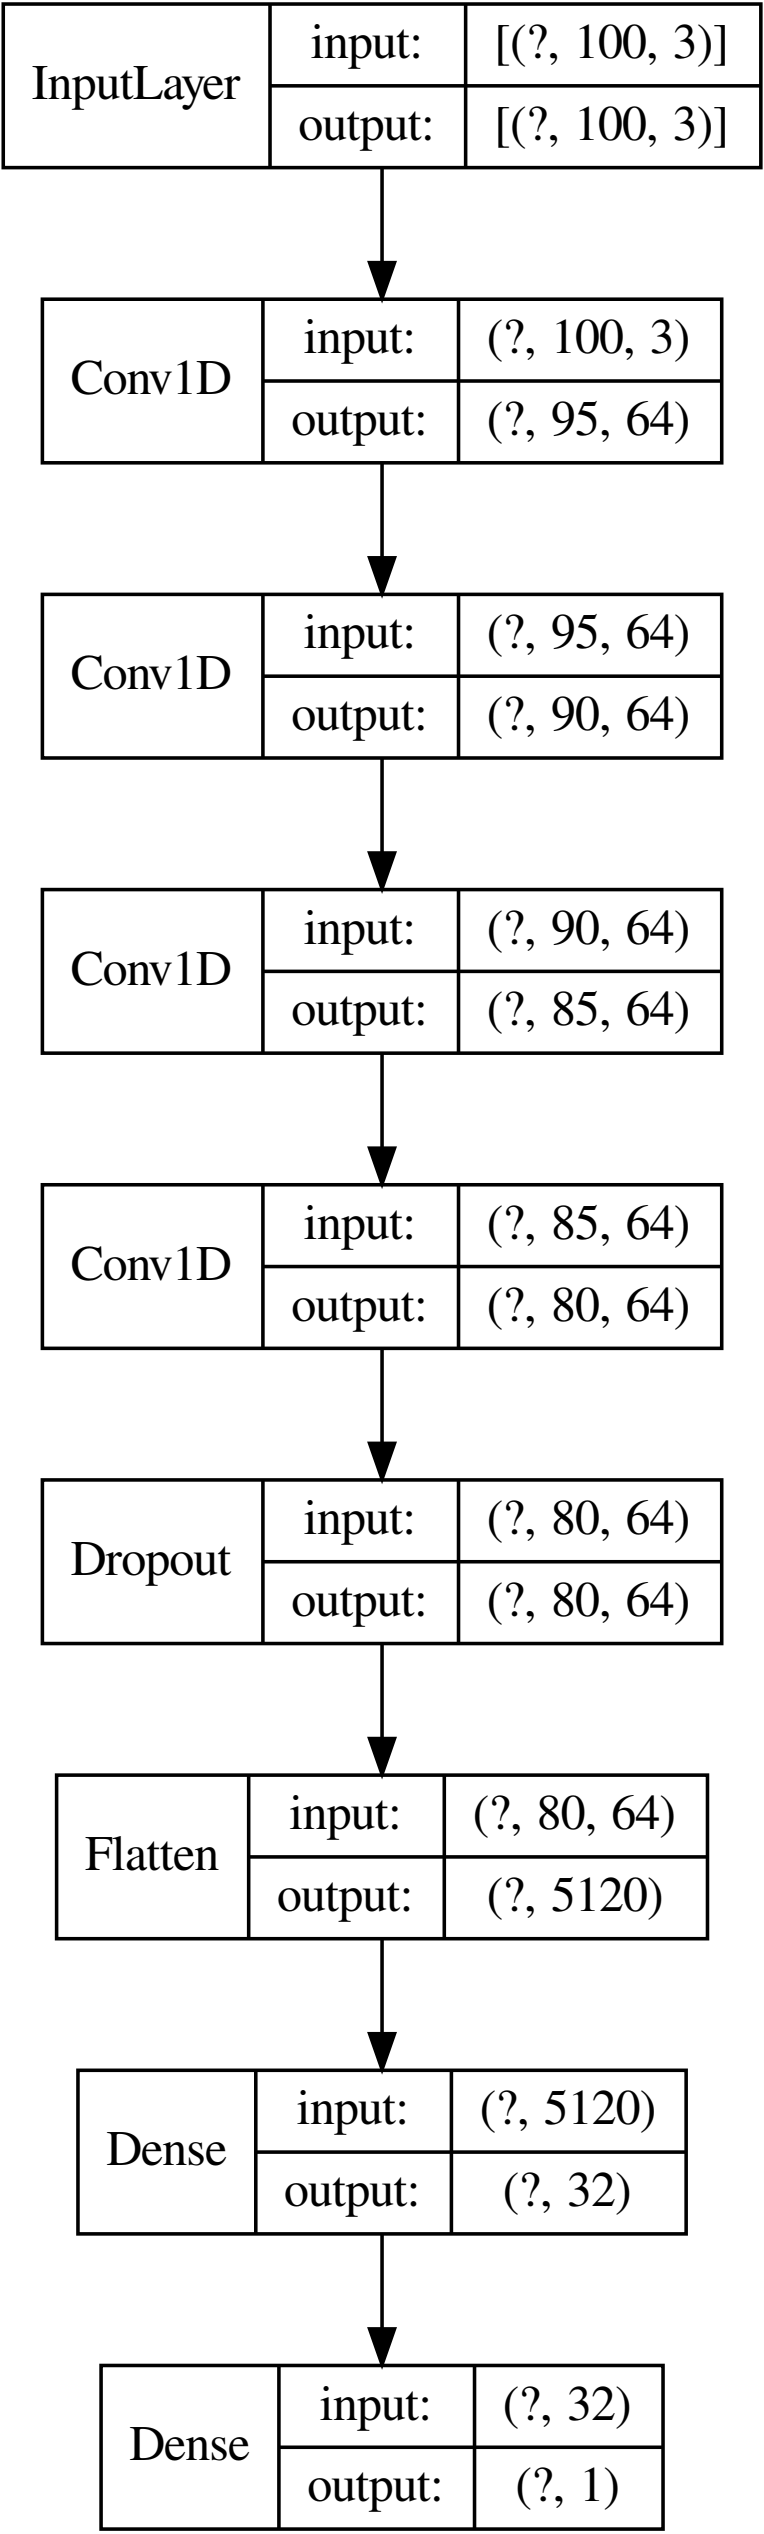 InputLayer
input: [(?, 100, 3)]
output: [(?, 100, 3)]
Conv1D
input: (?, 100, 3)
output: (?, 95, 64)
Conv1D
input: (?, 95, 64)
output: (?, 90, 64)
Conv1D
input: (?, 90, 64)
output: (?, 85, 64)
Conv1D
input: (?, 85, 64)
output: (?, 80, 64)
Dropout
input: (?, 80, 64)
output: (?, 80, 64)
Flatten
input: (?, 80, 64)
output: (?, 5120)
Dense
input: (?, 5120)
output: (?, 32)
Dense
input: (?, 32)
output: (?, 1)